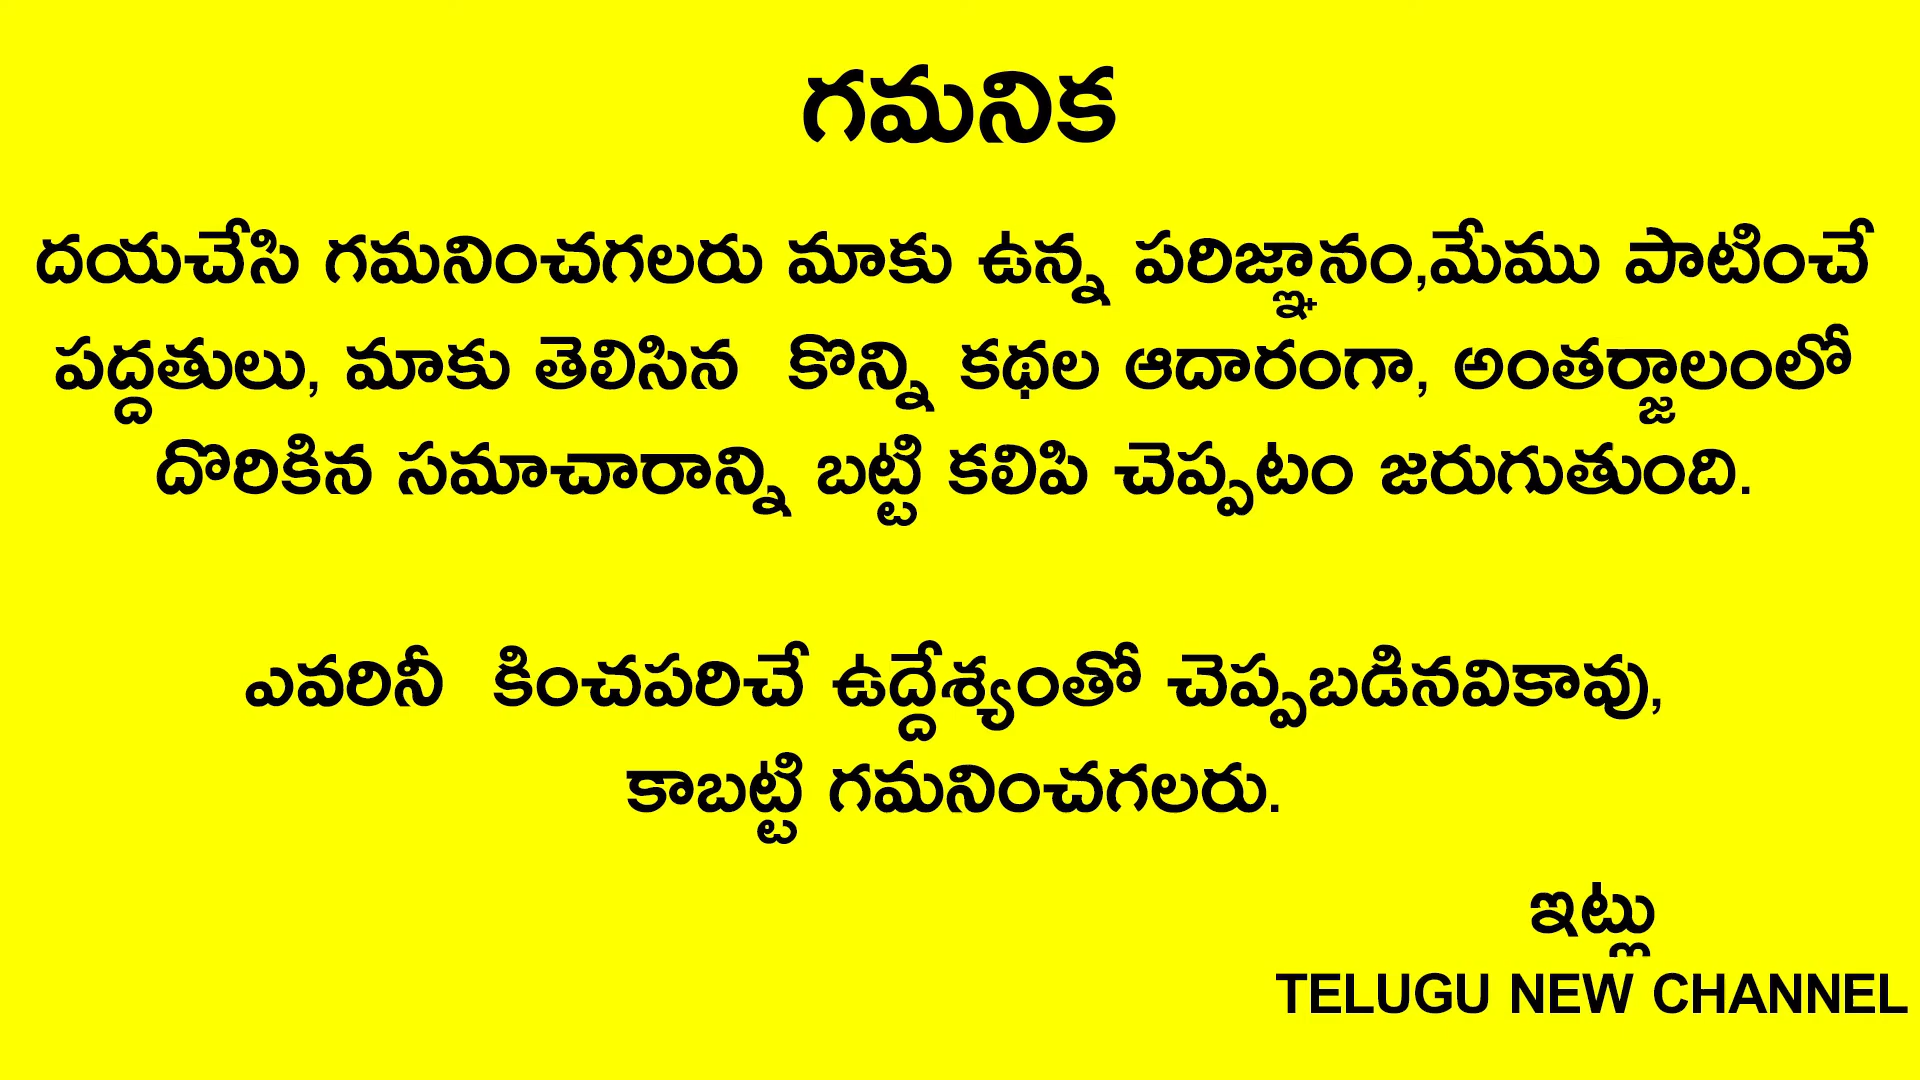 గమనిక
దయచేసి గమనించగలరు మాకు ఉన్న పరిజ్ఞానం,మేము పాటించే
పద్దతులు, మాకు తెలిసిన కొన్ని కథల ఆదారంగా, అంతర్జాలంలో
దొరికిన సమాచారాన్ని బట్టి కలిపి చెప్పటం జరుగుతుంది.
ఎవరినీ కించపరిచే ఉద్దేశ్యంతో చెప్పబడినవికావు,
కాబట్టి గమనించగలరు.
ఇట్లు
TELUGU NEW CHANNEL